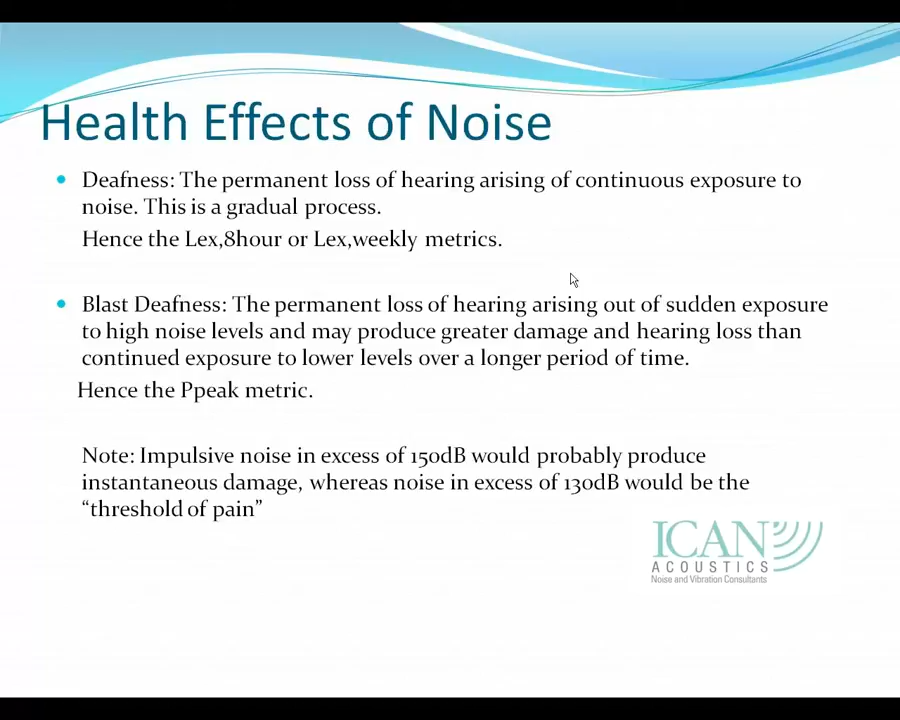 Health Effects of Noise
Deafness: The permanent loss of hearing arising of continuous exposure to
noise. This is a gradual process.
Hence the Lex,8hour or Lex,weekly metrics.
Blast Deafness: The permanent loss of hearing arising out of sudden exposure
to high noise levels and may produce greater damage and hearing loss than
continued exposure to lower levels over a longer period of time.
Hence the Ppeak metric.
Note: Impulsive noise in excess of 150dB would probably produce
instantaneous damage, whereas noise in excess of 130dB would be the
“threshold of pain”
ICAN
ACOUSTICS
Noise and Vibration Consultants